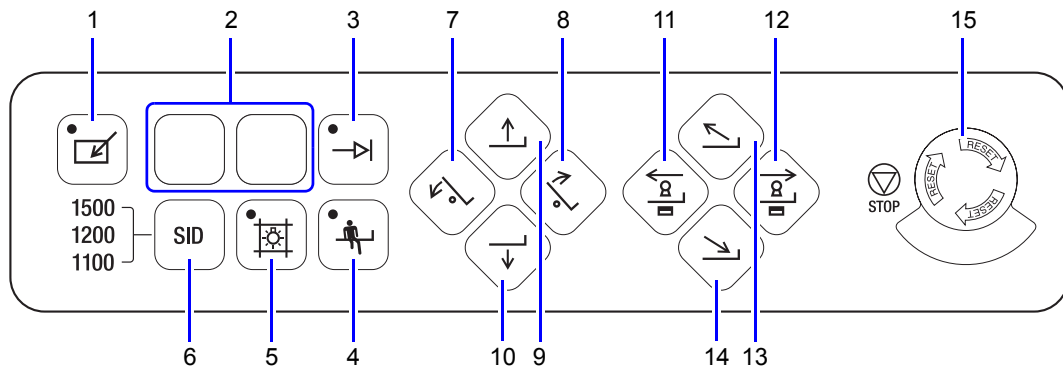 1 2 3 7 8 11 12 15
RESET
RESET
RESET
STOP
1500
1200
1100
SID
6 5 4 10 9 14 13